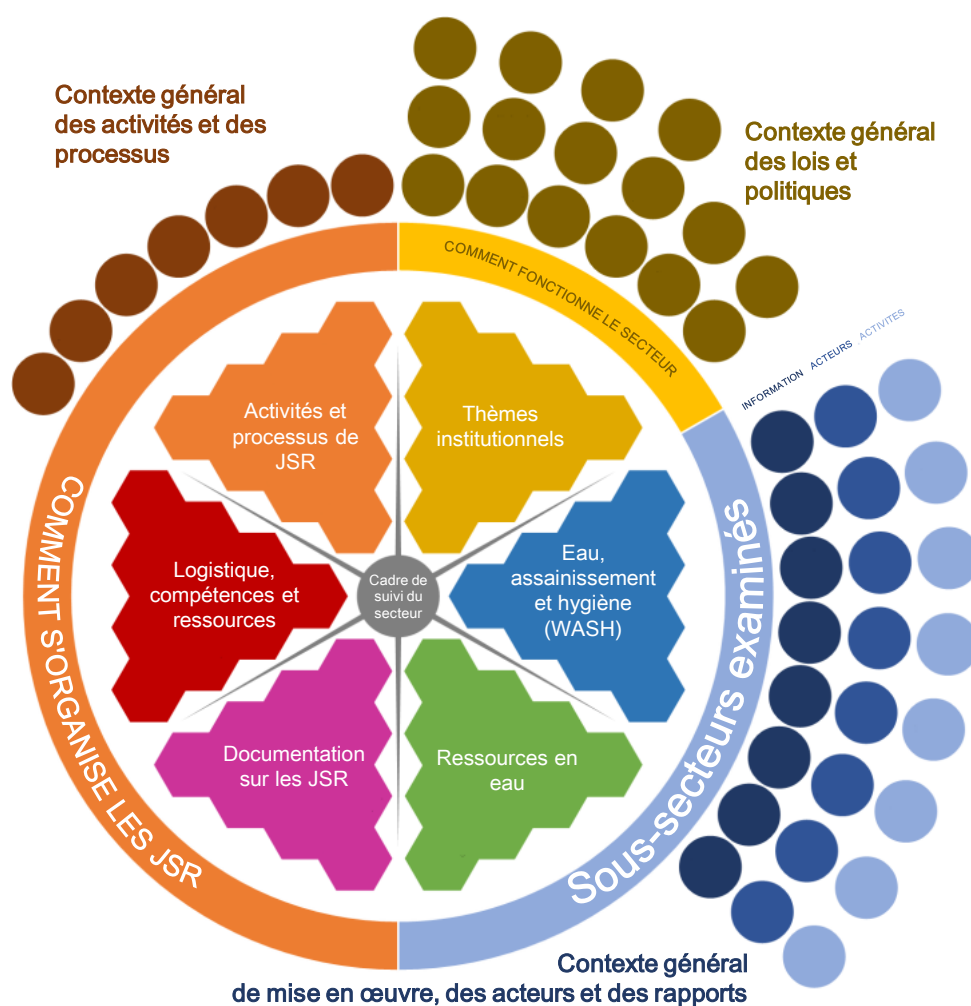 Contexte général
des activités et des
processus
Contexte général
des lois et
politiques
COMMENT FONCTIONNE LE SECTEUR
INFORMATION ACTEURS ACTIVITES
Activités et
processus de
JSR
Thèmes
institutionnels
Logistique,
compétences et
ressources
Cadre de
suivi du
secteur
Eau,
assainissement
et hygiène
(WASH)
Documentation
sur les JSR
Ressources en
eau
COMMENT S'ORGANISE LES JSR
Sous-secteurs examinés
Contexte général
de mise en œuvre, des acteurs et des rapports